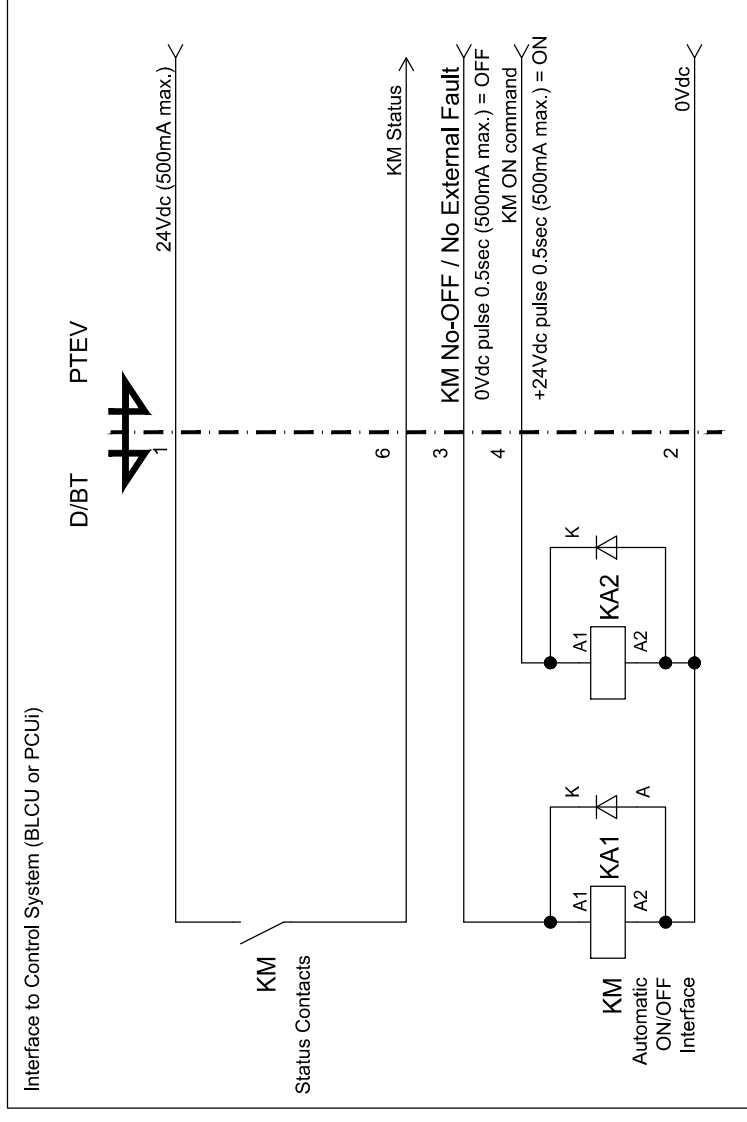 Interface to Control System (BLCU or PCUi)
D/BT
PTEV
1
24Vdc (500mA max.)
KM
Status Contacts
6
KM Status
3
KM No-OFF / No External Fault
0Vdc pulse 0.5sec (500mA max.) = OFF
4
KM ON command
+24Vdc pulse 0.5sec (500mA max.) = ON
K
K
A1
KA1
A1
KA2
A2
A
A2
KM
Automatic
ON/OFF
Interface
2
0Vdc